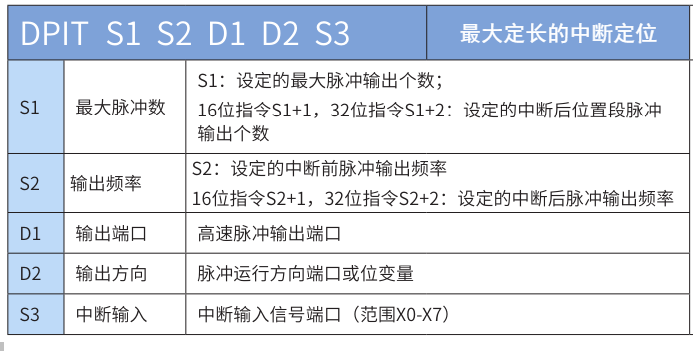 DPIT S1 S2 D1 D2 S3
最大定长的中断定位
S1
最大脉冲数
S1：设定的最大脉冲输出个数；
16位指令S1+1，32位指令S1+2：设定的中断后位置段脉冲
输出个数
S2
输出频率
S2：设定的中断前脉冲输出频率
16位指令S2+1，32位指令S2+2：设定的中断后脉冲输出频率
D1
输出端口
高速脉冲输出端口
D2
输出方向
脉冲运行方向端口或位变量
S3
中断输入
中断输入信号端口（范围X0-X7）